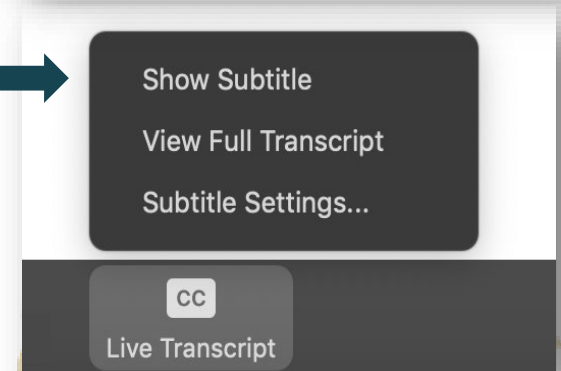 Show Subtitle
View Full Transcript
Subtitle Settings...
CC
Live Transcript